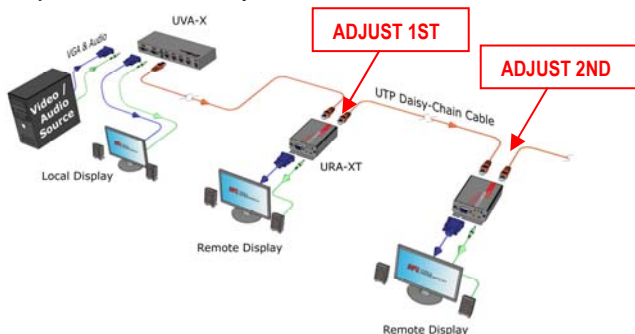 UVA-X
ADJUST 1ST
VGA & Audio
ADJUST 2ND
Video /
Audio
Source
UTP Daisy-Chain Cable
Local Display
URA-XT
Remote Display
Remote Display